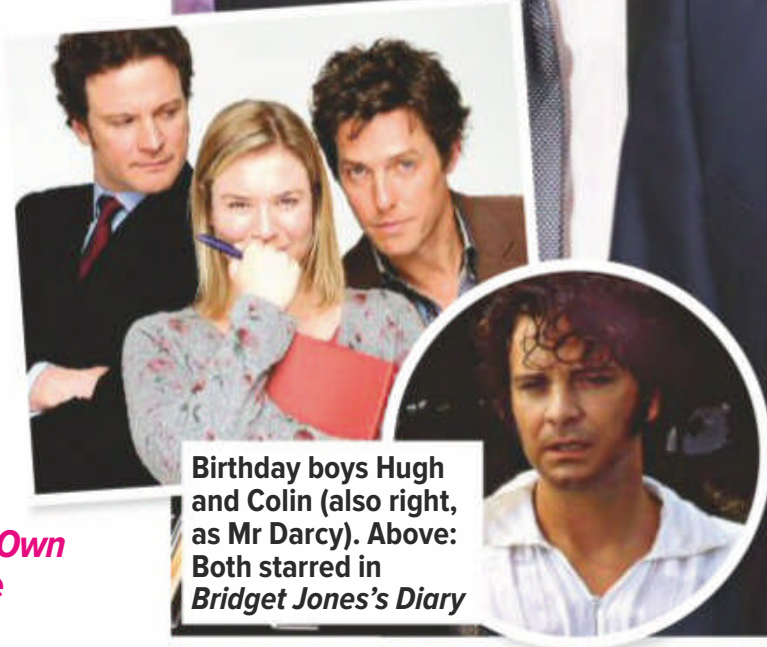 Own
e
Birthday boys Hugh
and Colin (also right,
as Mr Darcy). Above:
Both starred in
Bridget Jones's Diary